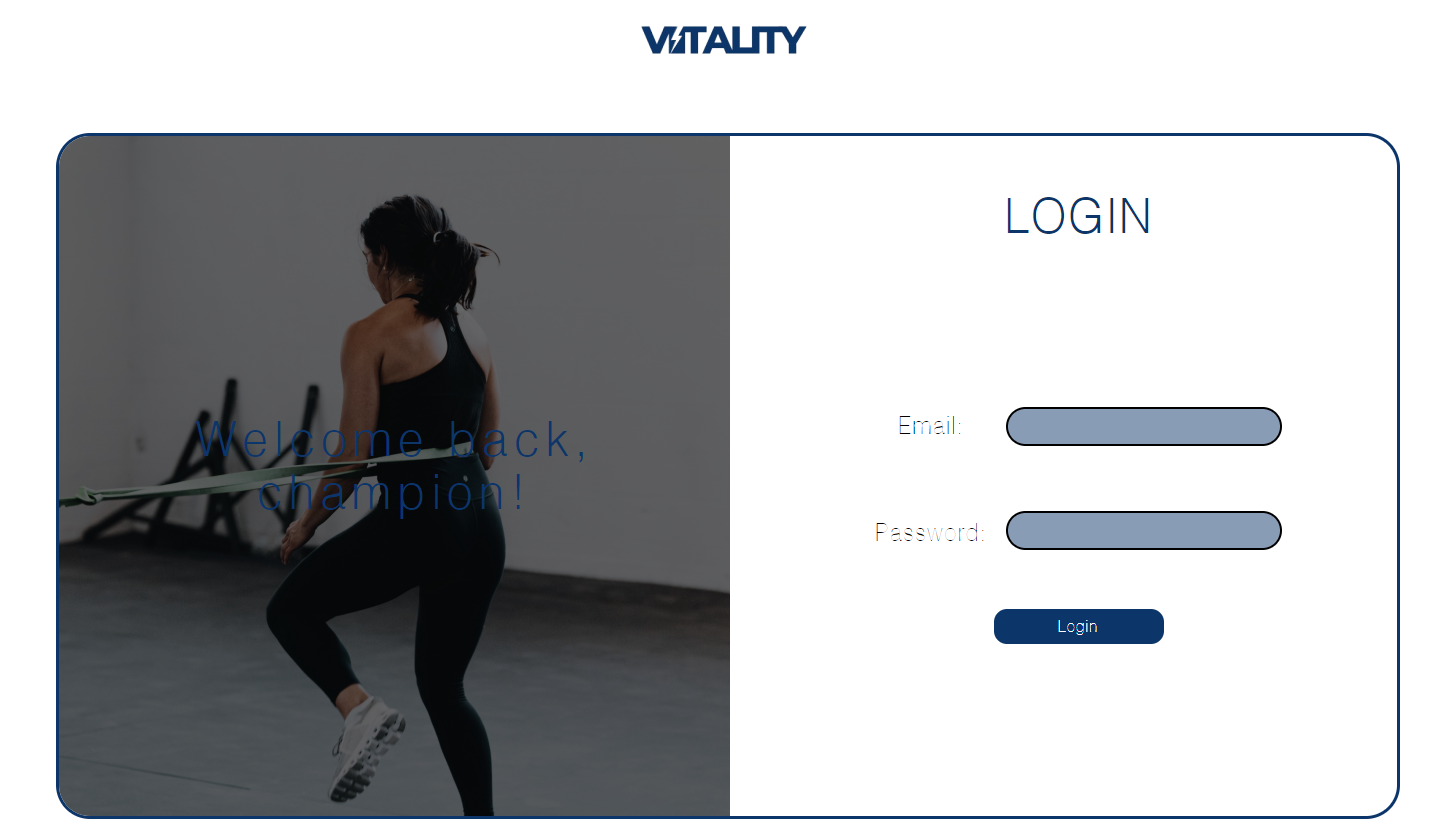 VITALITY
Welcome back,
champion!
LOGIN
Email:
Password:
Login